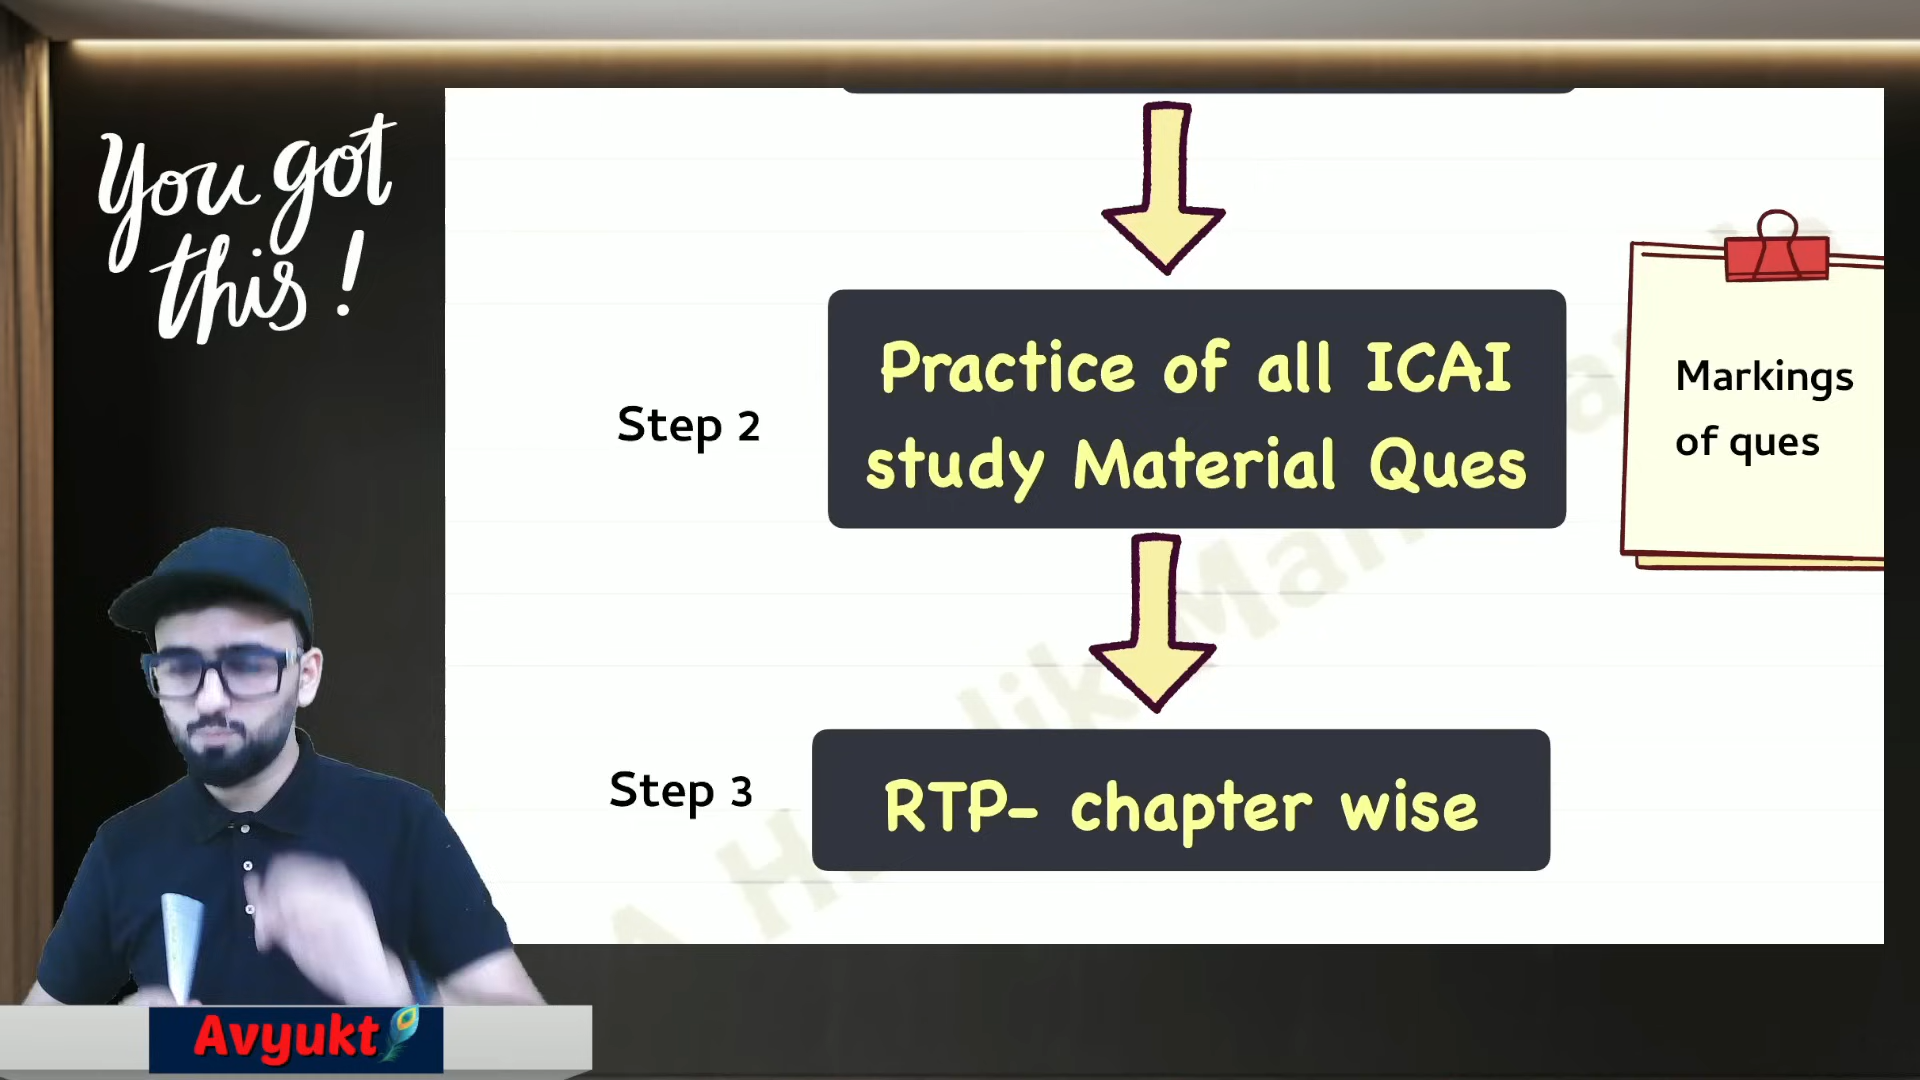 You got
this!
Step 2
Practice of all ICAI
study Material Ques
Markings
of ques
Step 3
RTP- chapter wise
Avyukt